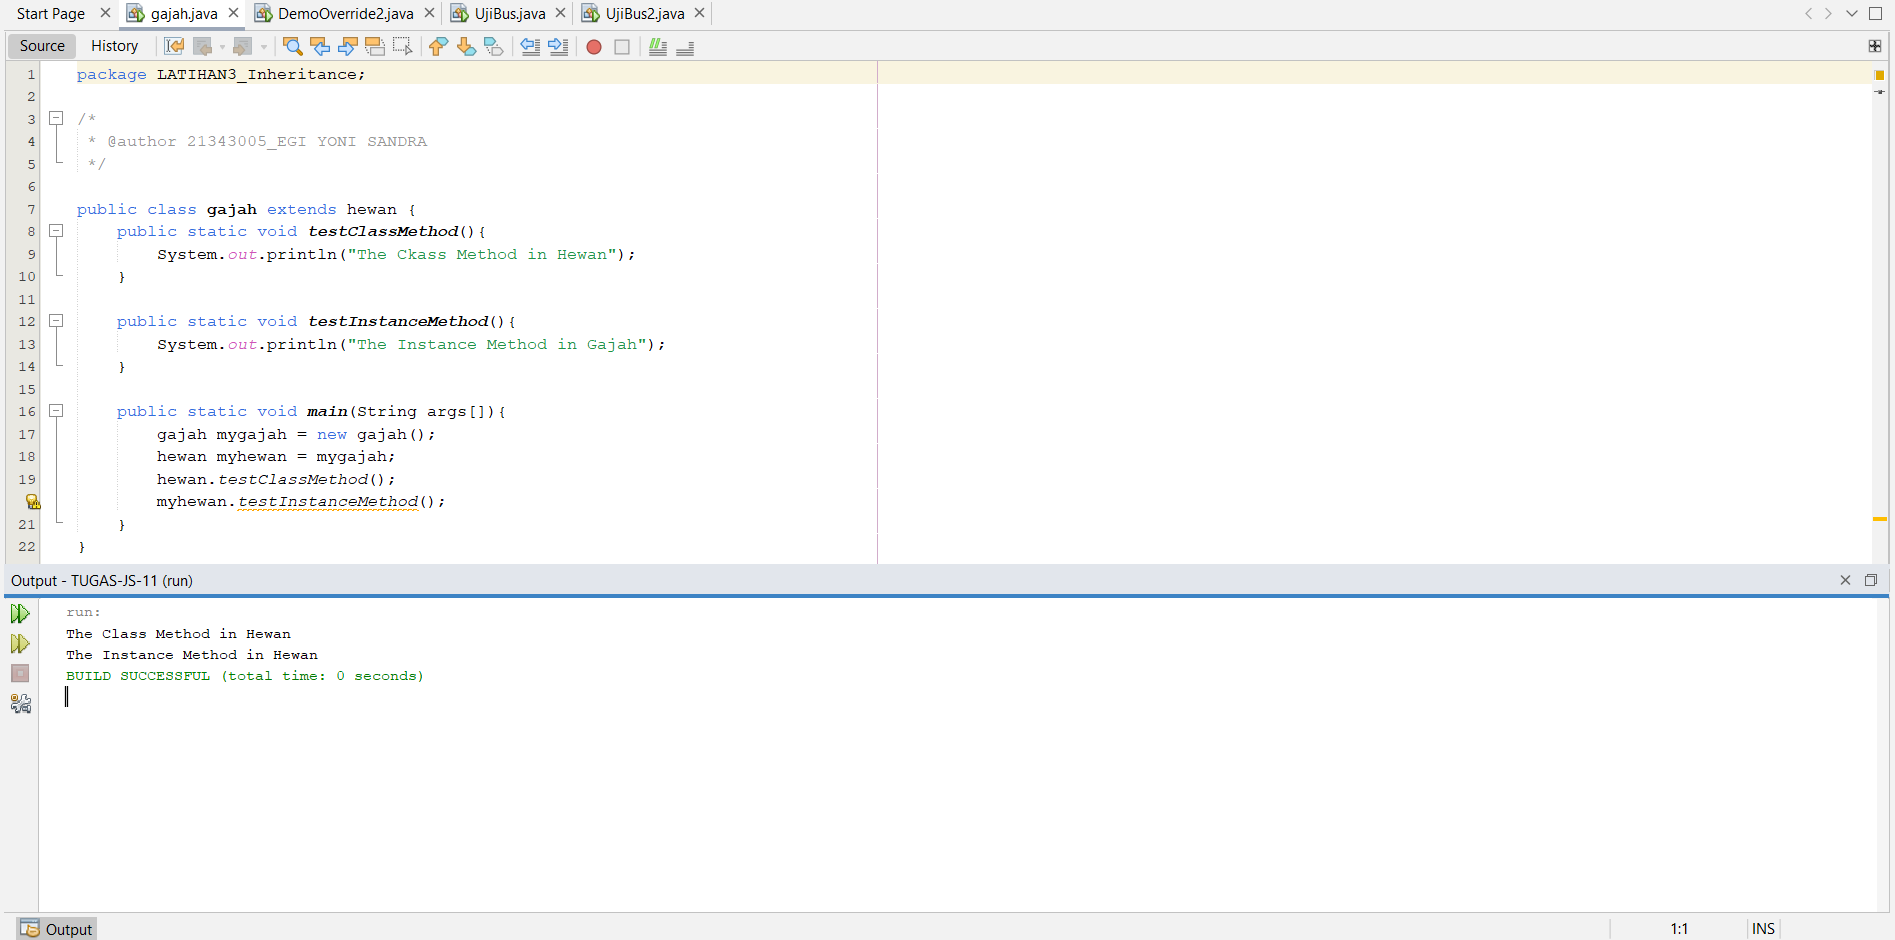 Start Page gajah.java DemoOverride2.java UjiBus.java UjiBus2.java
Source History
1 package LATIHAN3_Inheritance;
2
3 /*
4 * @author 21343005_EGI YONI SANDRA
5 */
6
7 public class gajah extends hewan {
8 public static void testClassMethod(){
9 System.out.println("The Ckass Method in Hewan");
10 }
11
12 public static void testInstanceMethod(){
13 System.out.println("The Instance Method in Gajah");
14 }
15
16 public static void main(String args[]){
17 gajah mygajah = new gajah();
18 hewan myhewan = mygajah;
19 hewan.testClassMethod();
myhewan.testInstanceMethod();
21 }
22 }
Output - TUGAS-JS-11 (run)
run:
The Class Method in Hewan
The Instance Method in Hewan
BUILD SUCCESSFUL (total time: 0 seconds)
Output 1:1 INS